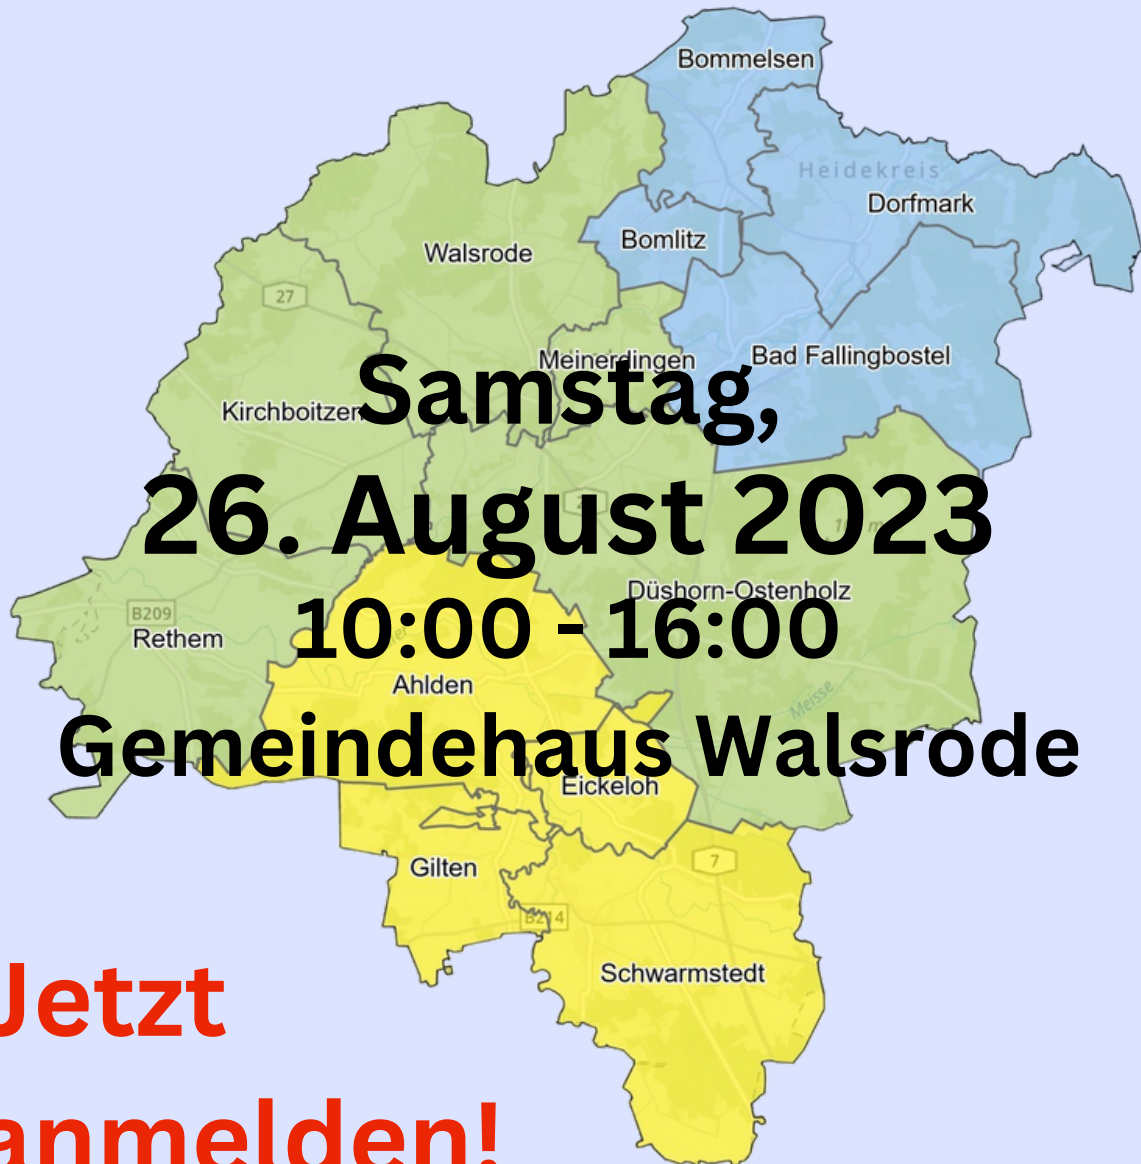 Bommelsen
Heidekreis
Dorfmark
Bomlitz
Walsrode
27
Meinerdingen
Bad Fallingbostel
Samstag,
Kirchboitzen
26. August 2023
Düshorn-Ostenholz
10:00 - 16:00
B209
Rethem
Ahlden
Meisse
Gemeindehaus Walsrode
Eickeloh
7
Gilten
B214
Schwarmstedt
Jetzt
anmelden!